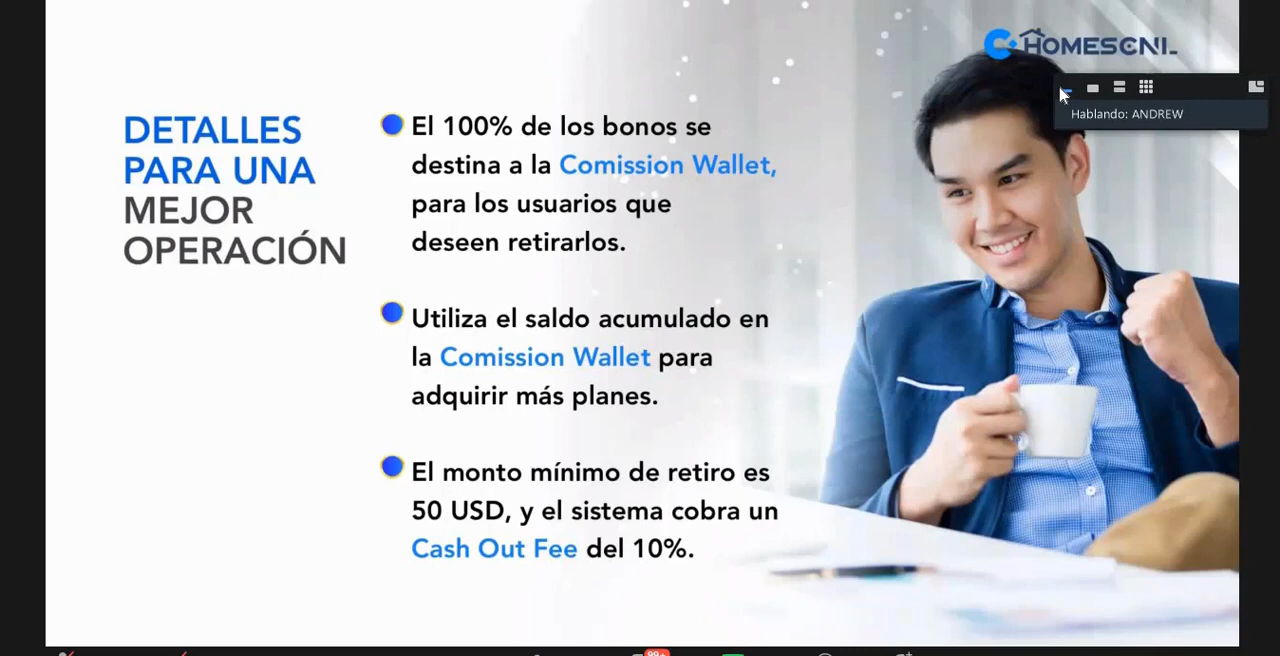 HOMESCNL
Hablando: ANDREW
DETALLES
PARA UNA
MEJOR
OPERACIÓN
El 100% de los bonos se
destina a la Comission Wallet,
para los usuarios que
deseen retirarlos.
Utiliza el saldo acumulado en
la Comission Wallet para
adquirir más planes.
El monto mínimo de retiro es
50 USD, y el sistema cobra un
Cash Out Fee del 10%.
99+